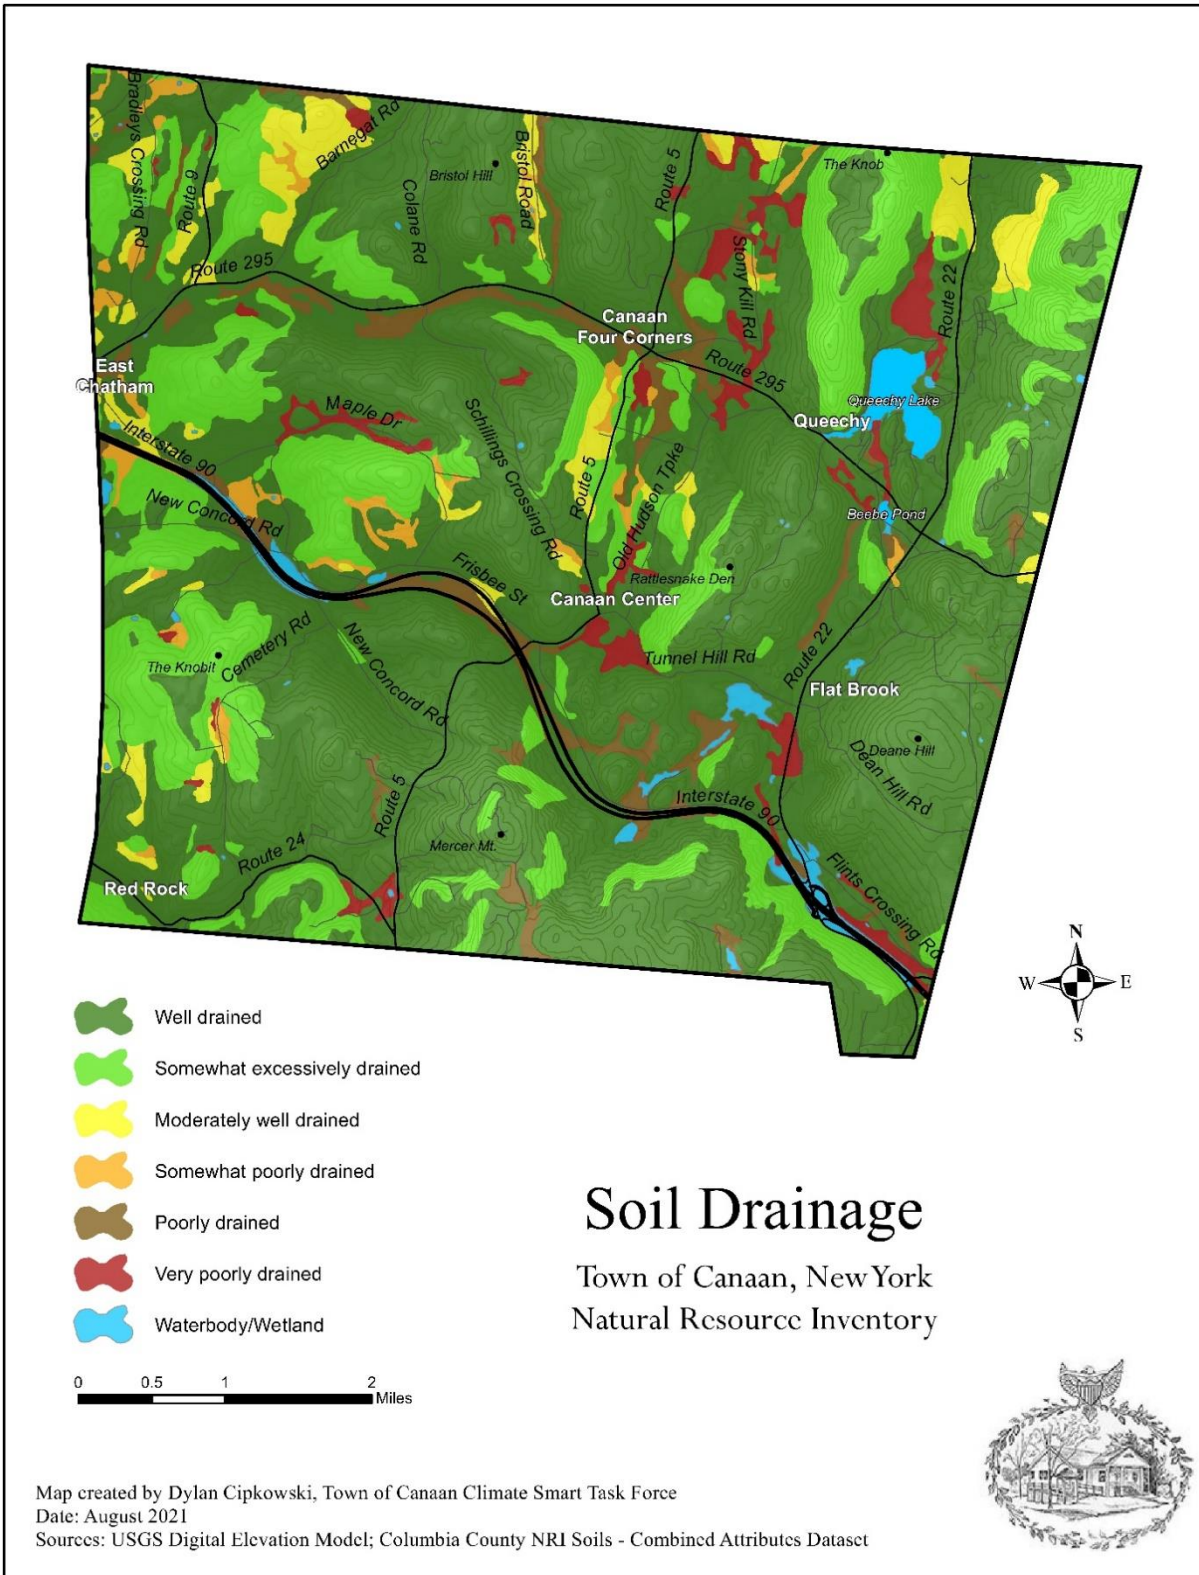 Bradleys Crossing Rd
Route 9
Barnegat Rd
Colane Rd
Bristol Hill
Bristol Road
Route 5
The Knob
Stony Kill Rd
Route 22
Route 295
Canaan
Four Corners
Route 295
East
Chatham
Queechy Lake
Queechy
Maple Dr
Schillings Crossing Rd
Interstate 90
Route 5
Old Hudson Tpke
New Concord Rd
Beebe Pond
Frisbee St
Rattlesnake Den
Canaan Center
The Knobit
Cemetery Rd
New Concord Rd
Tunnel Hill Rd
Route 22
Flat Brook
Deane Hill
Dean Hill Rd
Route 5
Interstate 90
Mercer Mt.
Route 24
Red Rock
Flints Crossing Rd
N
W E
S
Well drained
Somewhat excessively drained
Moderately well drained
Somewhat poorly drained
Poorly drained
Very poorly drained
Waterbody/Wetland
0 0.5 1 2
Miles
Soil Drainage
Town of Canaan, New York
Natural Resource Inventory
Map created by Dylan Cipkowski, Town of Canaan Climate Smart Task Force
Date: August 2021
Sources: USGS Digital Elevation Model; Columbia County NRI Soils - Combined Attributes Dataset